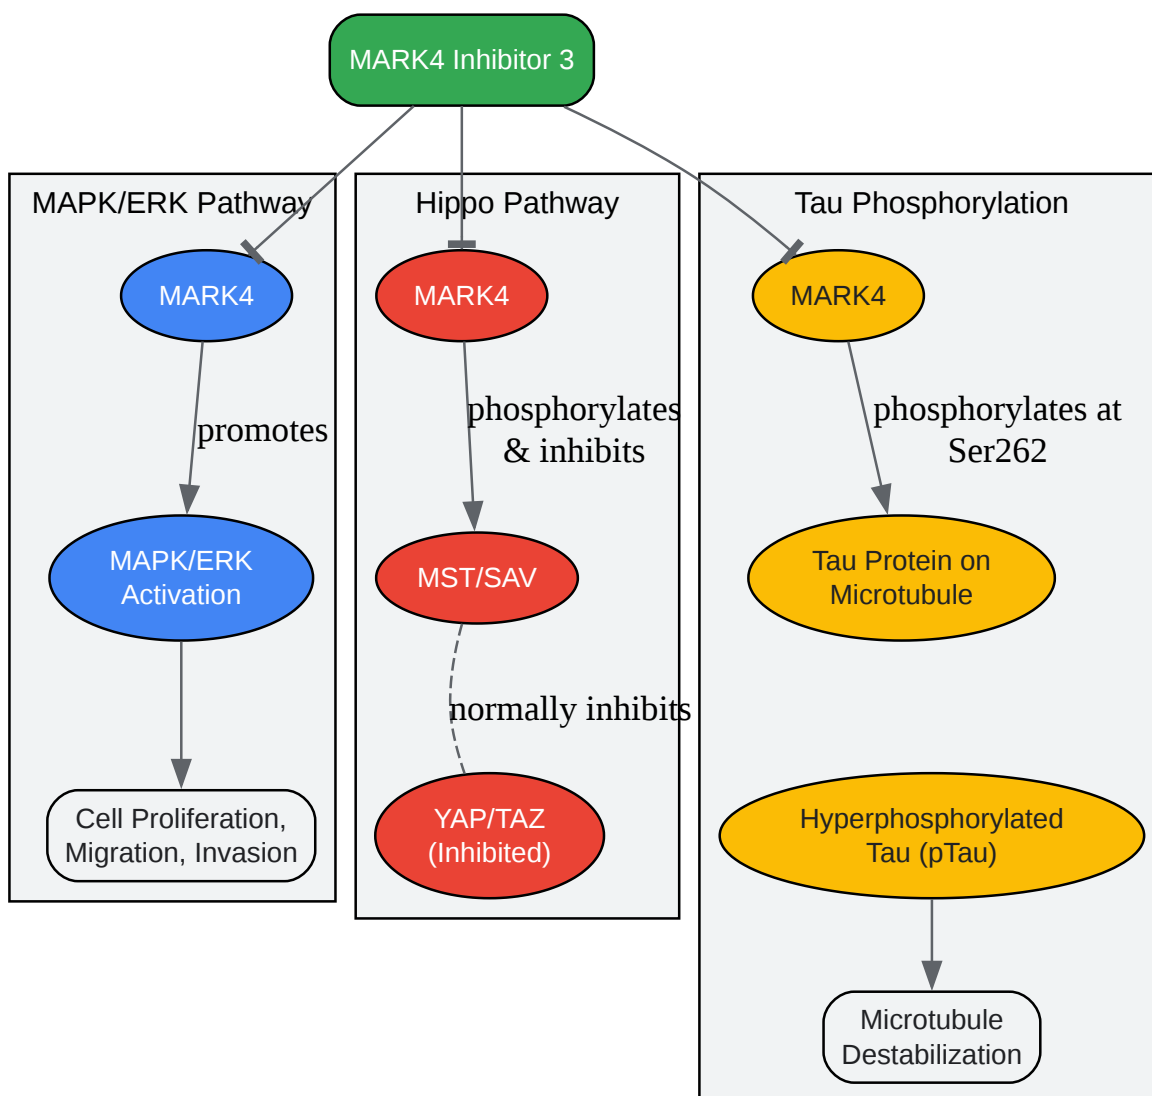 MARK4 Inhibitor 3
MAPK/ERK Pathway
MARK4
promotes
MAPK/ERK
Activation
Cell Proliferation,
Migration, Invasion
Hippo Pathway
MARK4
phosphorylates
& inhibits
MST/SAV
normally inhibits
YAP/TAZ
(Inhibited)
Tau Phosphorylation
MARK4
phosphorylates at
Ser262
Tau Protein on
Microtubule
Hyperphosphorylated
Tau (pTau)
Microtubule
Destabilization